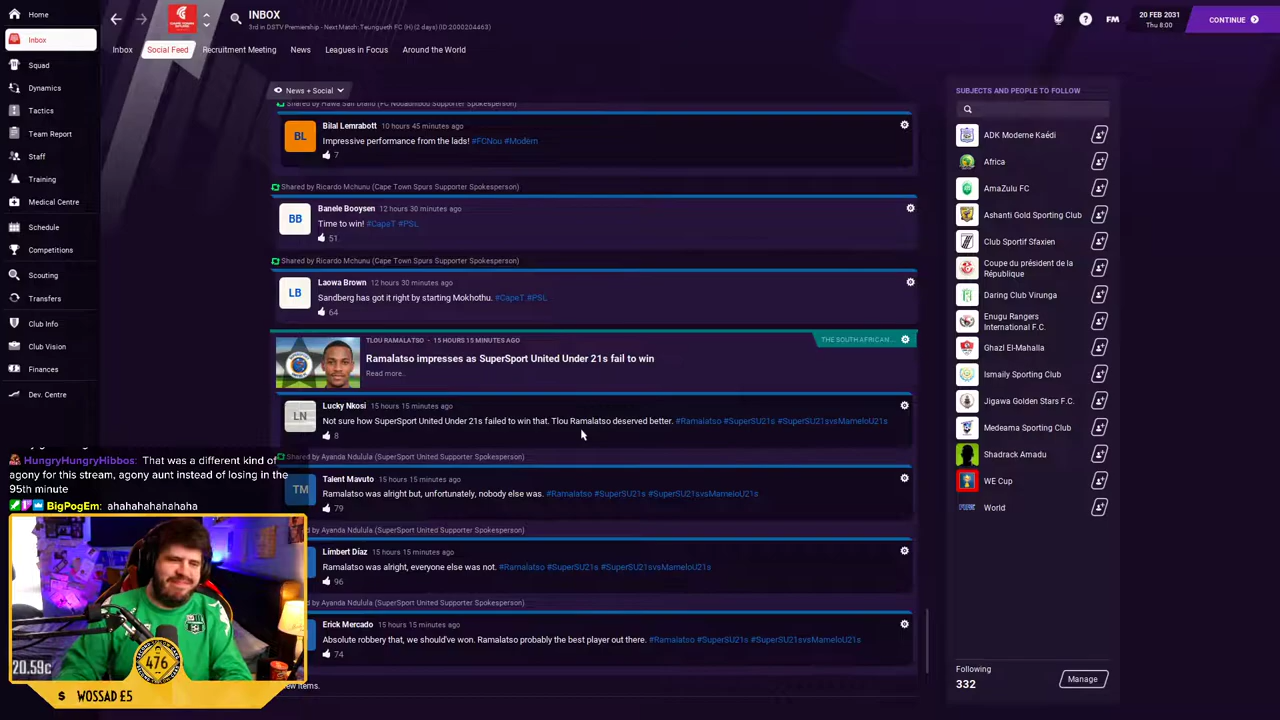 Home
Inbox
Squad
Dynamics
Tactics
Team Report
Staff
Training
Medical Centre
Schedule
Competitions
Scouting
Transfers
Club Info
Club Vision
Finances
Dev. Centre
INBOX
3rd in DSTV Premiership - Next Match: Teungueth FC (H) (2 days) (ID:2000204463)
FM
20 FEB 2031
Thu 8:00
CONTINUE
Inbox
Social Feed
Recruitment Meeting
News
Leagues in Focus
Around the World
News + Social
Bilal Lemrabott 10 hours 45 minutes ago
BL
Impressive performance from the lads! #FCNou #Modern
7
Shared by Ricardo Mchunu (Cape Town Spurs Supporter Spokesperson)
Banele Booysen 12 hours 30 minutes ago
BB
Time to win! #CapeT #PSL
51
Shared by Ricardo Mchunu (Cape Town Spurs Supporter Spokesperson)
Laowa Brown 12 hours 30 minutes ago
LB
Sandberg has got it right by starting Mokhothu. #CapeT #PSL
64
TLOU RAMALATSO - 15 HOURS 15 MINUTES AGO
THE SOUTH AFRICAN...
Ramalatso impresses as SuperSport United Under 21s fail to win
Read more..
Lucky Nkosi 15 hours 15 minutes ago
LN
Not sure how SuperSport United Under 21s failed to win that. Tlou Ramalatso deserved better. #Ramalatso #SuperSU21s #SuperSU21svsMameloU21s
8
Shared by Ayanda Ndulula (SuperSport United Supporter Spokesperson)
Talent Mavuto 15 hours 15 minutes ago
TM
Ramalatso was alright but, unfortunately, nobody else was. #Ramalatso #SuperSU21s #SuperSU21svsMameloU21s
79
ed by Ayanda Ndulula (SuperSport United Supporter Spokesperson)
Limbert Díaz 15 hours 15 minutes ago
Ramalatso was alright, everyone else was not. #Ramalatso #SuperSU21s #SuperSU21svsMameloU21s
96
ed by Ayanda Ndulula (SuperSport United Supporter Spokesperson)
Erick Mercado 15 hours 15 minutes ago
Absolute robbery that, we should've won. Ramalatso probably the best player out there. #Ramalatso #SuperSU21s #SuperSU21svsMameloU21s
74
items.
SUBJECTS AND PEOPLE TO FOLLOW
ADK Moderne Kaédi
Africa
AmaZulu FC
Ashanti Gold Sporting Club
Club Sportif Sfaxien
Coupe du président de la
République
Daring Club Virunga
Enugu Rangers
International F.C.
Ghazl El-Mahalla
Ismaily Sporting Club
Jigawa Golden Stars F.C.
Medeama Sporting Club
Shadrack Amadu
WE Cup
World
Following
332
Manage
HungryHungryHibbos: That was a different kind of
agony for this stream, agony aunt instead of losing in the
95th minute
BigPogEm: ahahahahahaha
20.59c
476
$ WOSSAD £5